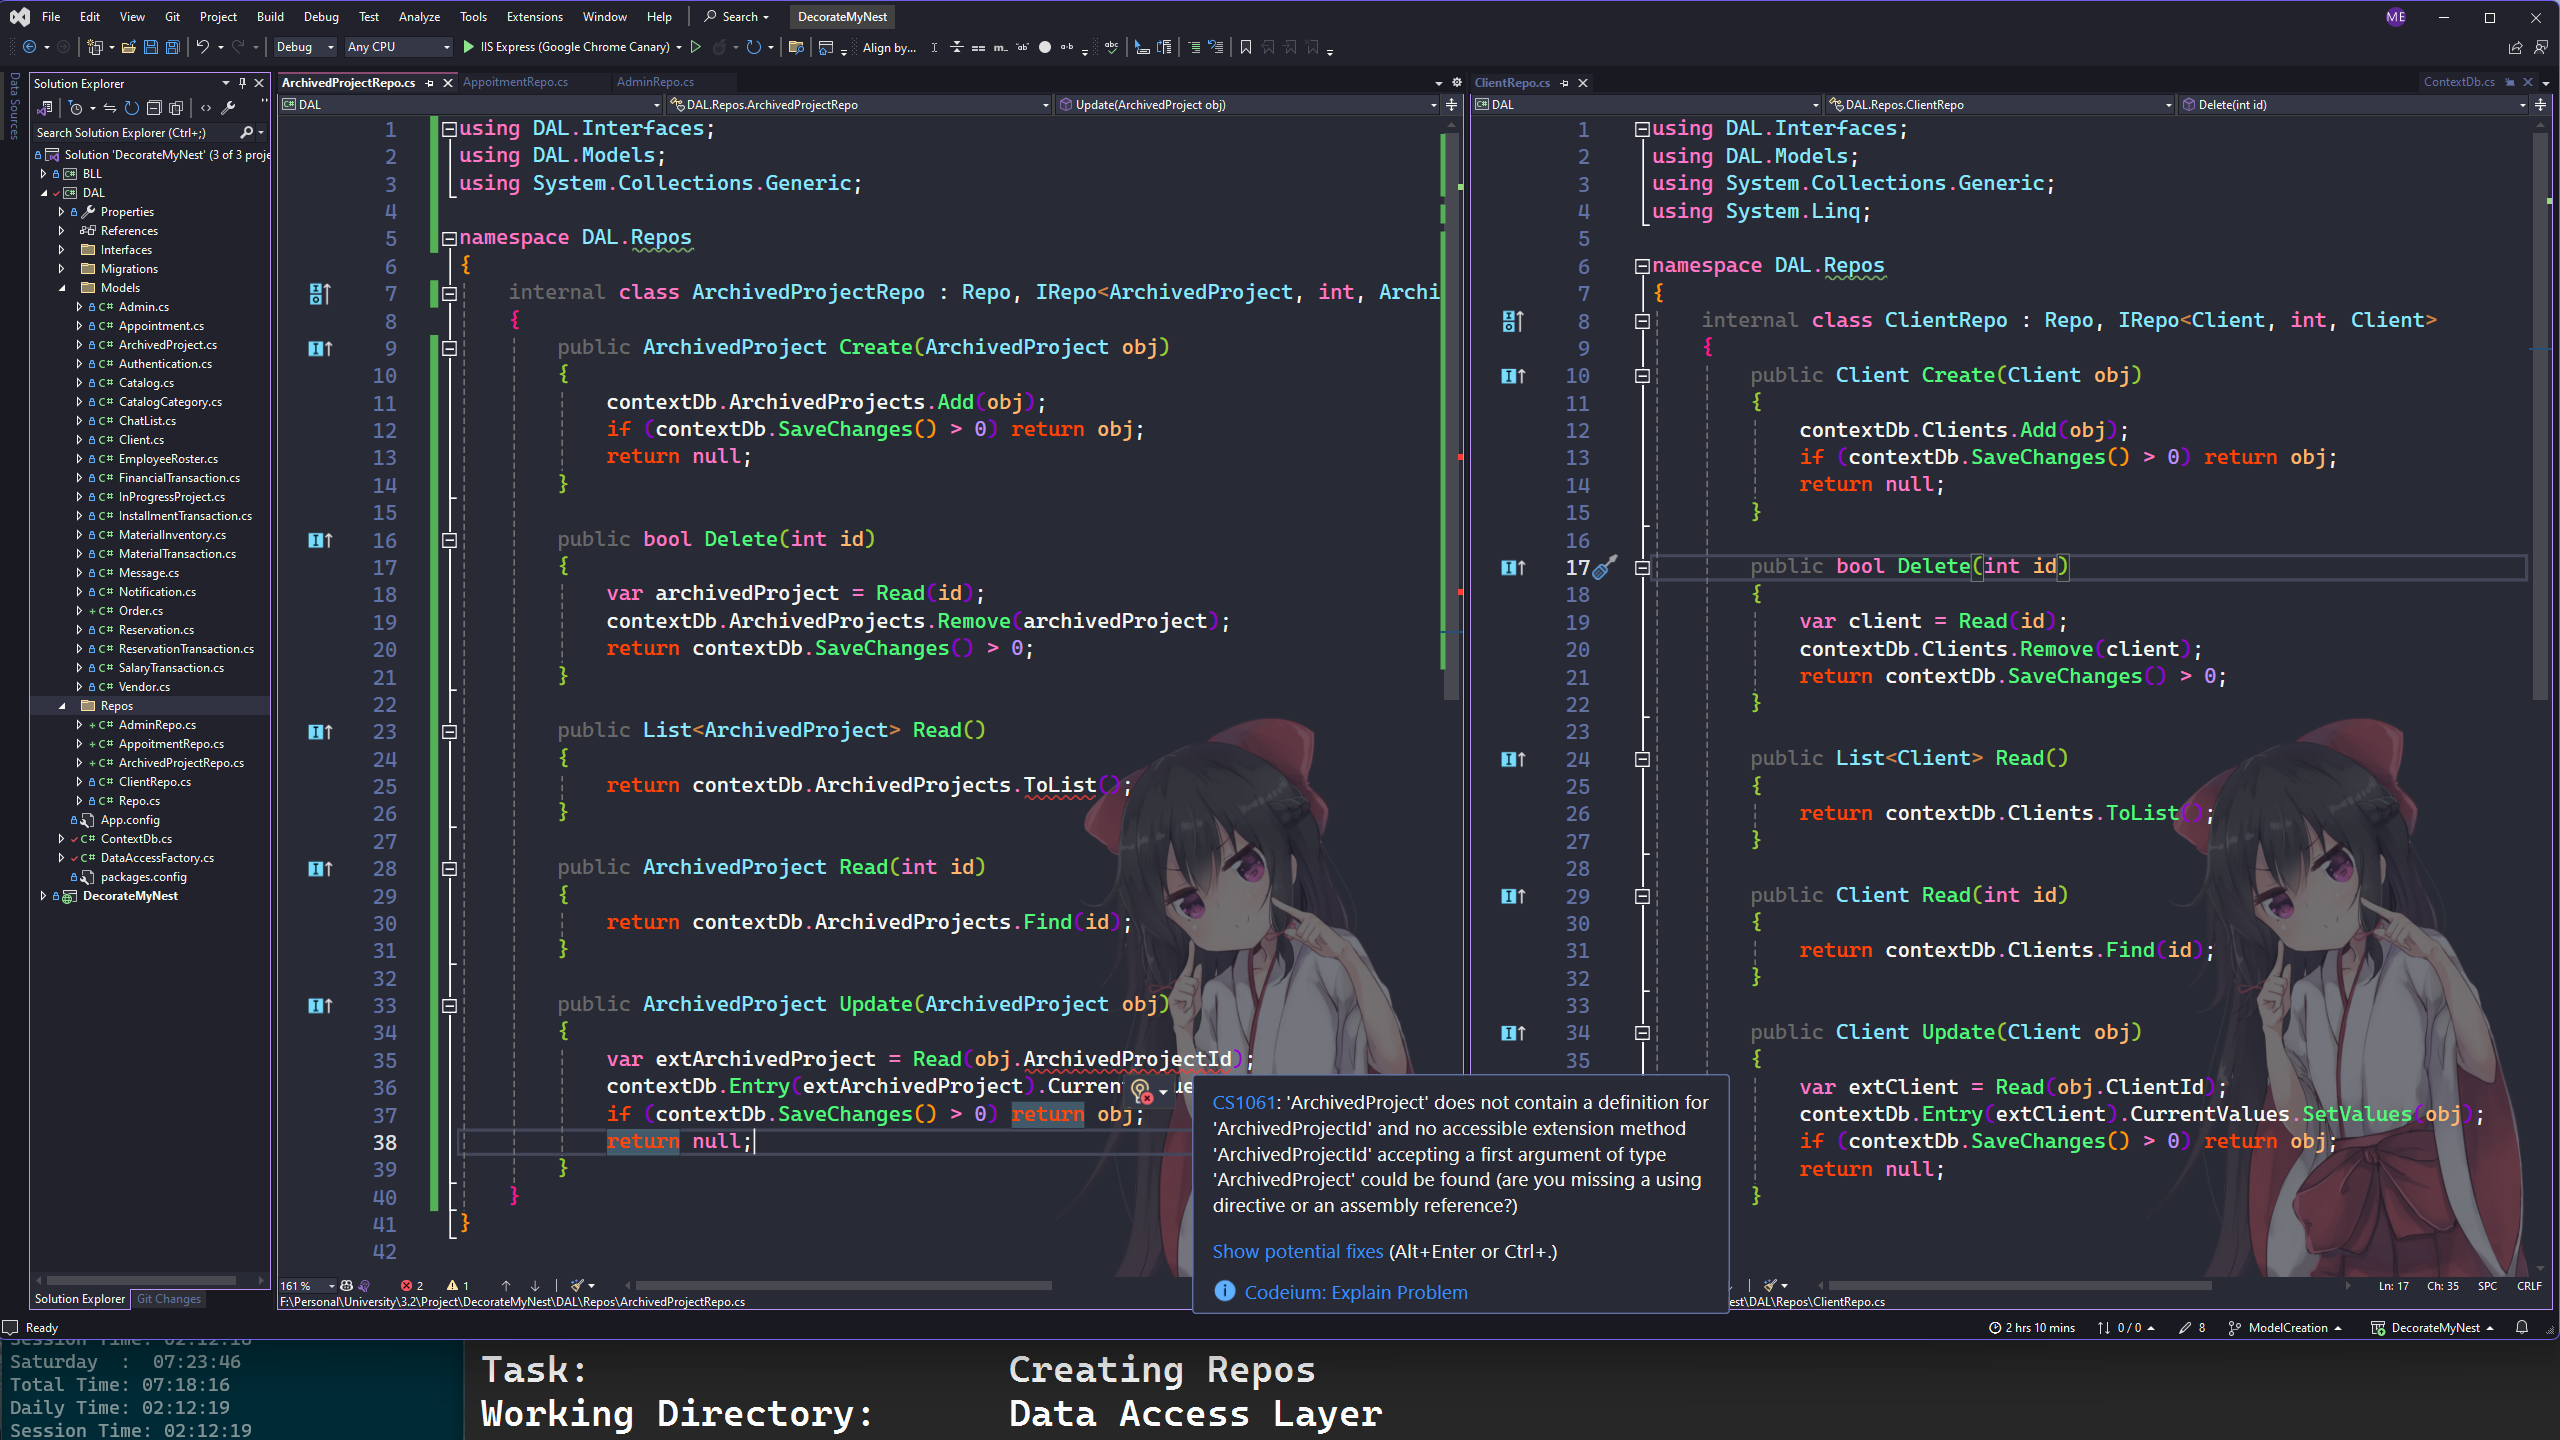 File Edit View Git Project Build Debug Test Analyze Tools Extensions Window Help Search DecorateMyNest ME
Debug Any CPU IIS Express (Google Chrome Canary) Align by...
Data Sources
Solution Explorer
Search Solution Explorer (Ctrl+;)
Solution 'DecorateMyNest' (3 of 3 proje
BLL
DAL
Properties
References
Interfaces
Migrations
Models
C# Admin.cs
C# Appointment.cs
C# ArchivedProject.cs
C# Authentication.cs
C# Catalog.cs
C# CatalogCategory.cs
C# ChatList.cs
C# Client.cs
C# EmployeeRoster.cs
C# FinancialTransaction.cs
C# InProgressProject.cs
C# InstallmentTransaction.cs
C# MaterialInventory.cs
C# MaterialTransaction.cs
C# Message.cs
C# Notification.cs
+ C# Order.cs
C# Reservation.cs
C# ReservationTransaction.cs
C# SalaryTransaction.cs
C# Vendor.cs
Repos
+ C# AdminRepo.cs
+ C# AppoitmentRepo.cs
+ C# ArchivedProjectRepo.cs
C# ClientRepo.cs
C# Repo.cs
App.config
C# ContextDb.cs
C# DataAccessFactory.cs
packages.config
DecorateMyNest
Solution Explorer Git Changes
ArchivedProjectRepo.cs AppoitmentRepo.cs AdminRepo.cs
DAL DAL.Repos.ArchivedProjectRepo Update(ArchivedProject obj)
1 using DAL.Interfaces;
2 using DAL.Models;
3 using System.Collections.Generic;
4
5 namespace DAL.Repos
6 {
7 internal class ArchivedProjectRepo : Repo, IRepo<ArchivedProject, int, Archi
8 {
9 public ArchivedProject Create(ArchivedProject obj)
10 {
11 contextDb.ArchivedProjects.Add(obj);
12 if (contextDb.SaveChanges() > 0) return obj;
13 return null;
14 }
15
16 public bool Delete(int id)
17 {
18 var archivedProject = Read(id);
19 contextDb.ArchivedProjects.Remove(archivedProject);
20 return contextDb.SaveChanges() > 0;
21 }
22
23 public List<ArchivedProject> Read()
24 {
25 return contextDb.ArchivedProjects.ToList();
26 }
27
28 public ArchivedProject Read(int id)
29 {
30 return contextDb.ArchivedProjects.Find(id);
31 }
32
33 public ArchivedProject Update(ArchivedProject obj)
34 {
35 var extArchivedProject = Read(obj.ArchivedProjectId);
36 contextDb.Entry(extArchivedProject).Current ue
37 if (contextDb.SaveChanges() > 0) return obj;
38 return null;
39 }
40 }
41 }
42
161 % 2 1
F:\Personal\University\3.2\Project\DecorateMyNest\DAL\Repos\ArchivedProjectRepo.cs
CS1061: 'ArchivedProject' does not contain a definition for
'ArchivedProjectId' and no accessible extension method
'ArchivedProjectId' accepting a first argument of type
'ArchivedProject' could be found (are you missing a using
directive or an assembly reference?)
Show potential fixes (Alt+Enter or Ctrl+.)
Codeium: Explain Problem
ClientRepo.cs ContextDb.cs
DAL DAL.Repos.ClientRepo Delete(int id)
1 using DAL.Interfaces;
2 using DAL.Models;
3 using System.Collections.Generic;
4 using System.Linq;
5
6 namespace DAL.Repos
7 {
8 internal class ClientRepo : Repo, IRepo<Client, int, Client>
9 {
10 public Client Create(Client obj)
11 {
12 contextDb.Clients.Add(obj);
13 if (contextDb.SaveChanges() > 0) return obj;
14 return null;
15 }
16
17 public bool Delete(int id)
18 {
19 var client = Read(id);
20 contextDb.Clients.Remove(client);
21 return contextDb.SaveChanges() > 0;
22 }
23
24 public List<Client> Read()
25 {
26 return contextDb.Clients.ToList();
27 }
28
29 public Client Read(int id)
30 {
31 return contextDb.Clients.Find(id);
32 }
33
34 public Client Update(Client obj)
35 {
var extClient = Read(obj.ClientId);
contextDb.Entry(extClient).CurrentValues.SetValues(obj);
if (contextDb.SaveChanges() > 0) return obj;
return null;
}
Ln: 17 Ch: 35 SPC CRLF
st\DAL\Repos\ClientRepo.cs
Ready 2 hrs 10 mins 0 / 0 8 ModelCreation DecorateMyNest
Session Time: 02:12:18
Saturday : 07:23:46
Total Time: 07:18:16
Daily Time: 02:12:19
Session Time: 02:12:19
Task: Creating Repos
Working Directory: Data Access Layer